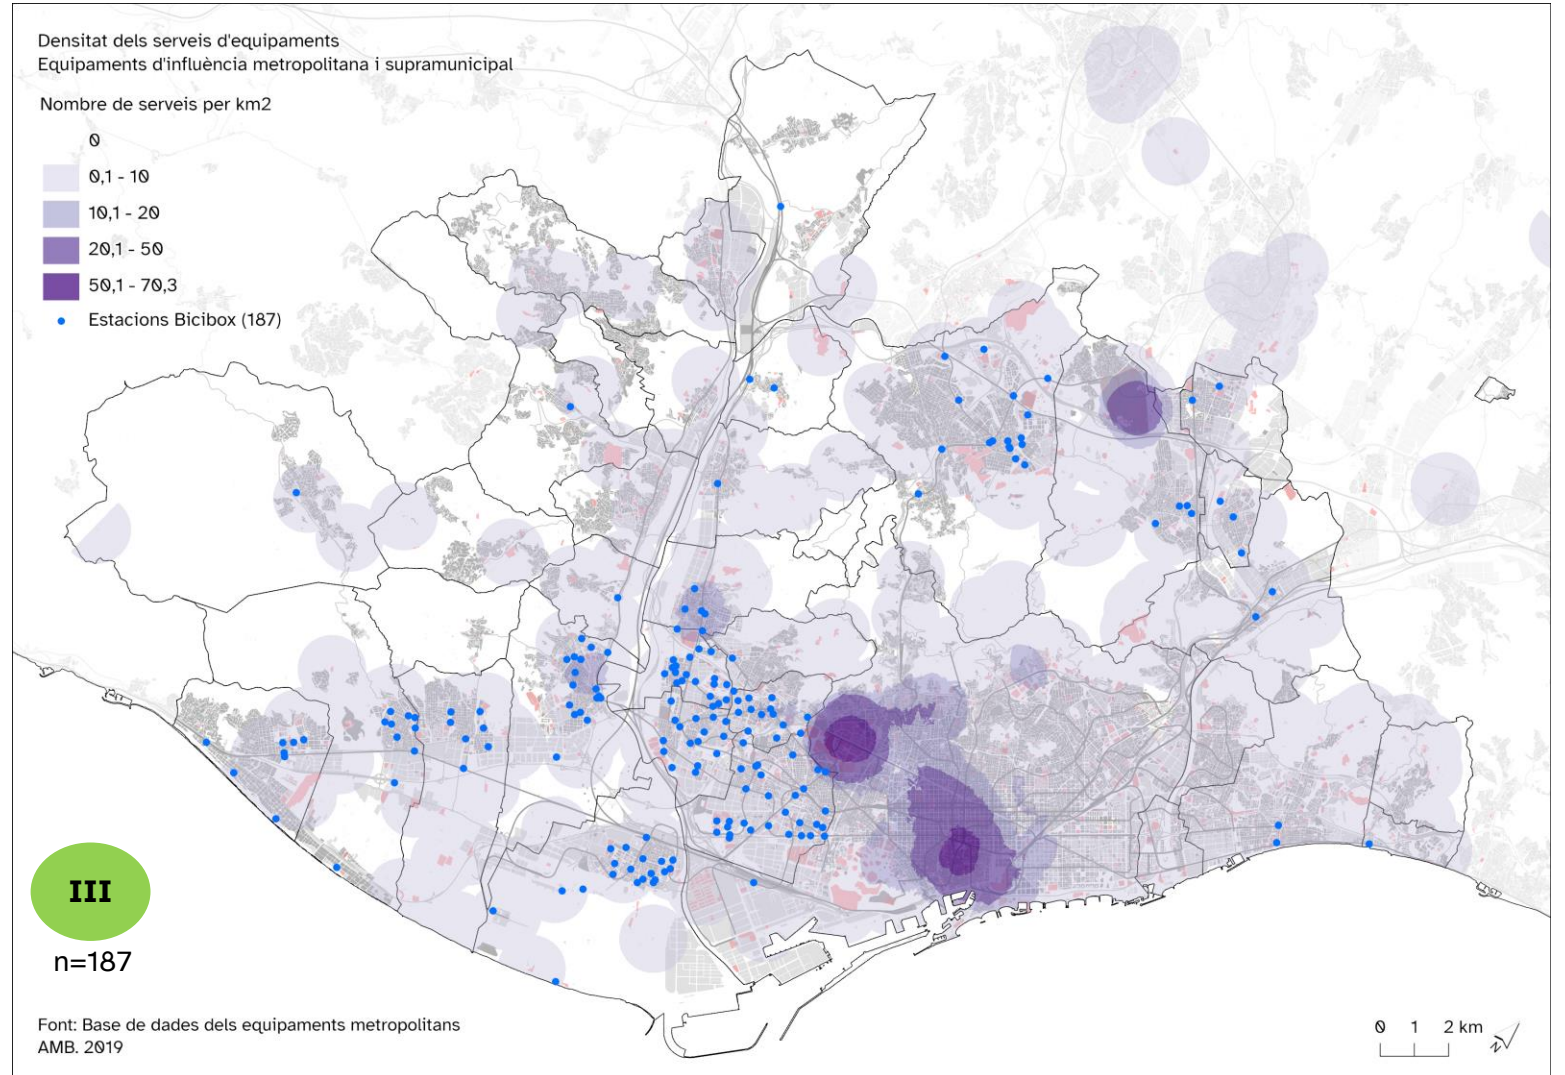 Densitat dels serveis d'equipaments
Equipaments d'influència metropolitana i supramunicipal
Nombre de serveis per km2
0
0,1 - 10
10,1 - 20
20,1 - 50
50,1 - 70,3
Estacions Bicibox (187)
III
n=187
Font: Base de dades dels equipaments metropolitans
AMB. 2019
0 1 2 km
N